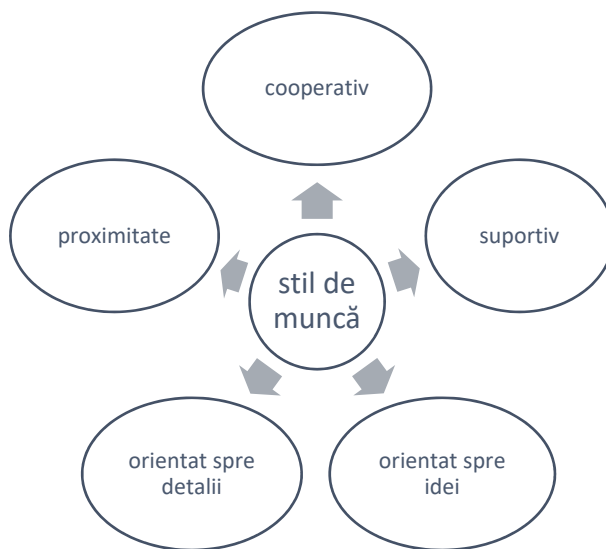 cooperativ
proximitate
suportiv
stil de
muncă
orientat spre
detalii
orientat spre
idei